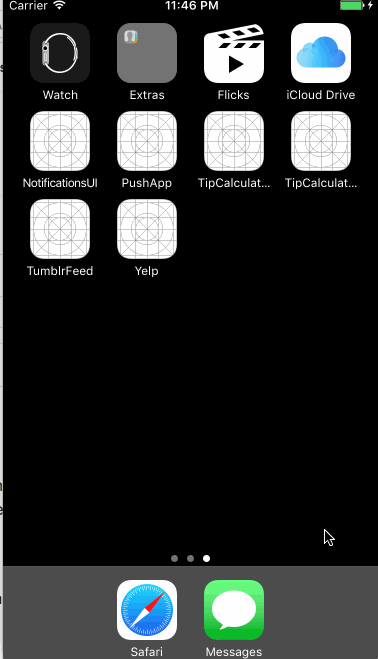 Carrier 11:46 PM
Watch Extras Flicks iCloud Drive
NotificationsUI PushApp TipCalculat... TipCalculat...
TumblrFeed Yelp
Safari Messages